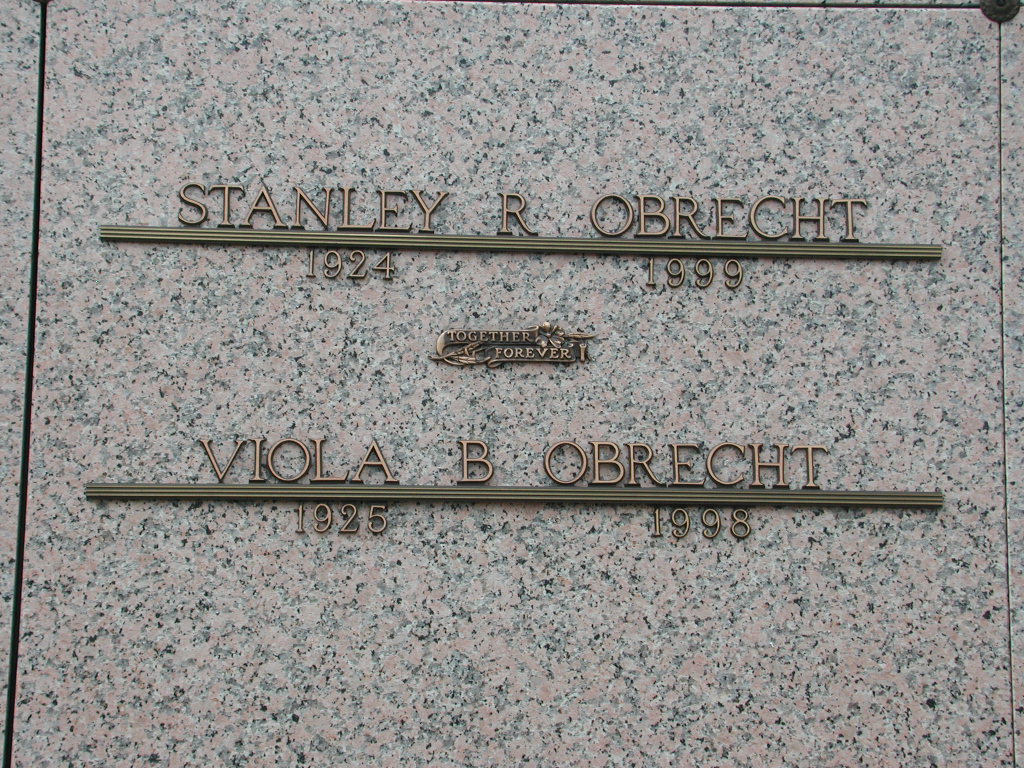 STANLEY R OBRECHT
1924 1999
TOGETHER
FOREVER
VIOLA B OBRECHT
1925 1998